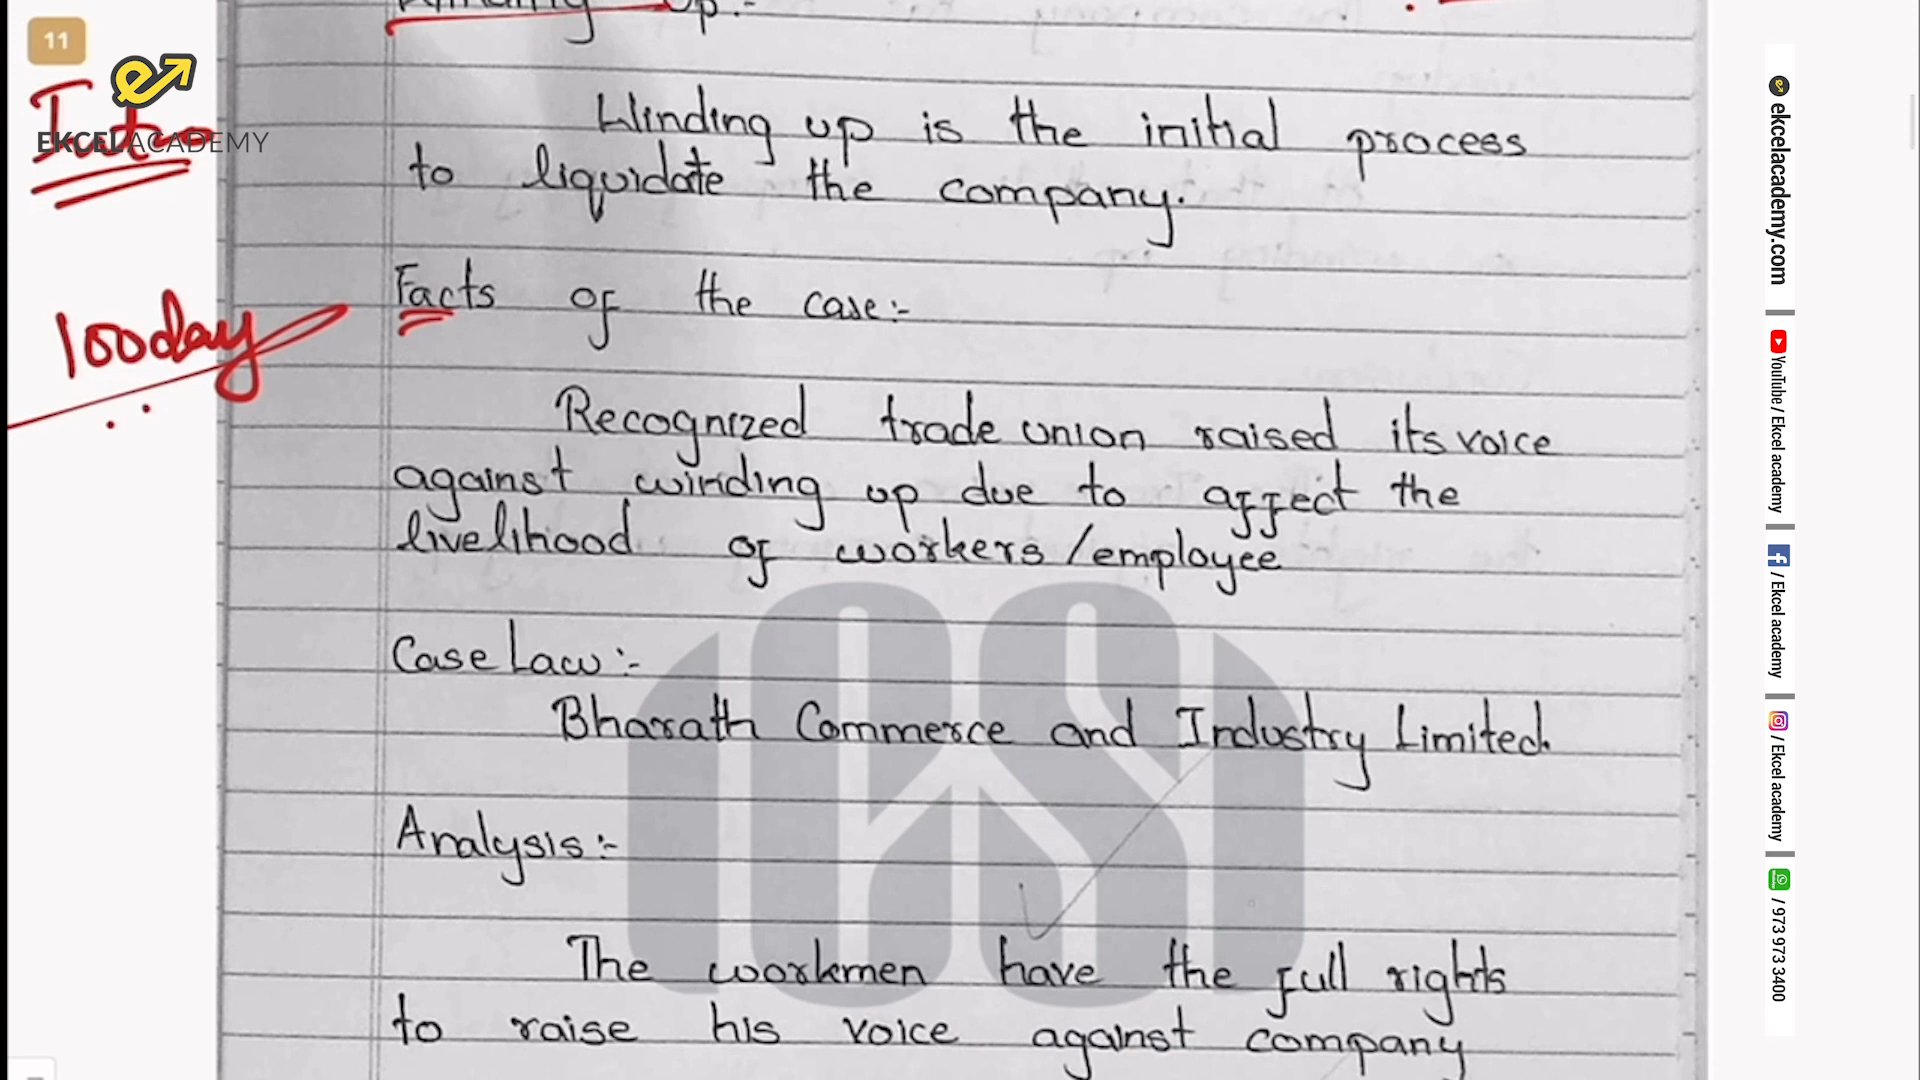 11
EKCEL ACADEMY
Winding up:-
Winding up is the initial process
to liquidate the company.
Facts of the case:-
100day
Recognized trade union raised its voice
against winding up due to affect the
livelihood of workers/employee
Case Law:-
Bharath Commerce and Industry Limited.
Analysis:-
The workmen have the full rights
to raise his voice against company
ekcelacademy.com
YouTube / Ekcel academy
/ Ekcel academy
/ Ekcel academy
/ 973 973 3400